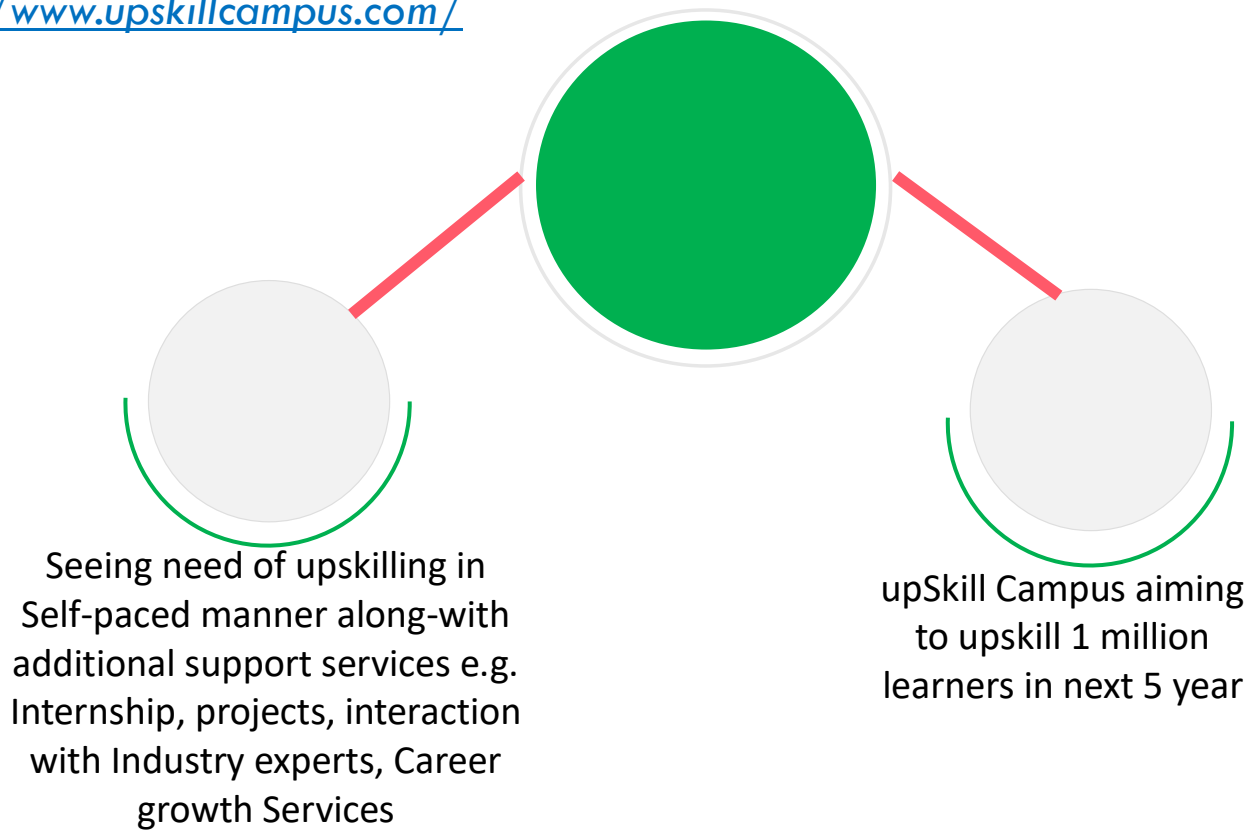 /www.upskillcampus.com/
Seeing need of upskilling in
Self-paced manner along-with
additional support services e.g.
Internship, projects, interaction
with Industry experts, Career
growth Services
upSkill Campus aiming
to upskill 1 million
learners in next 5 year